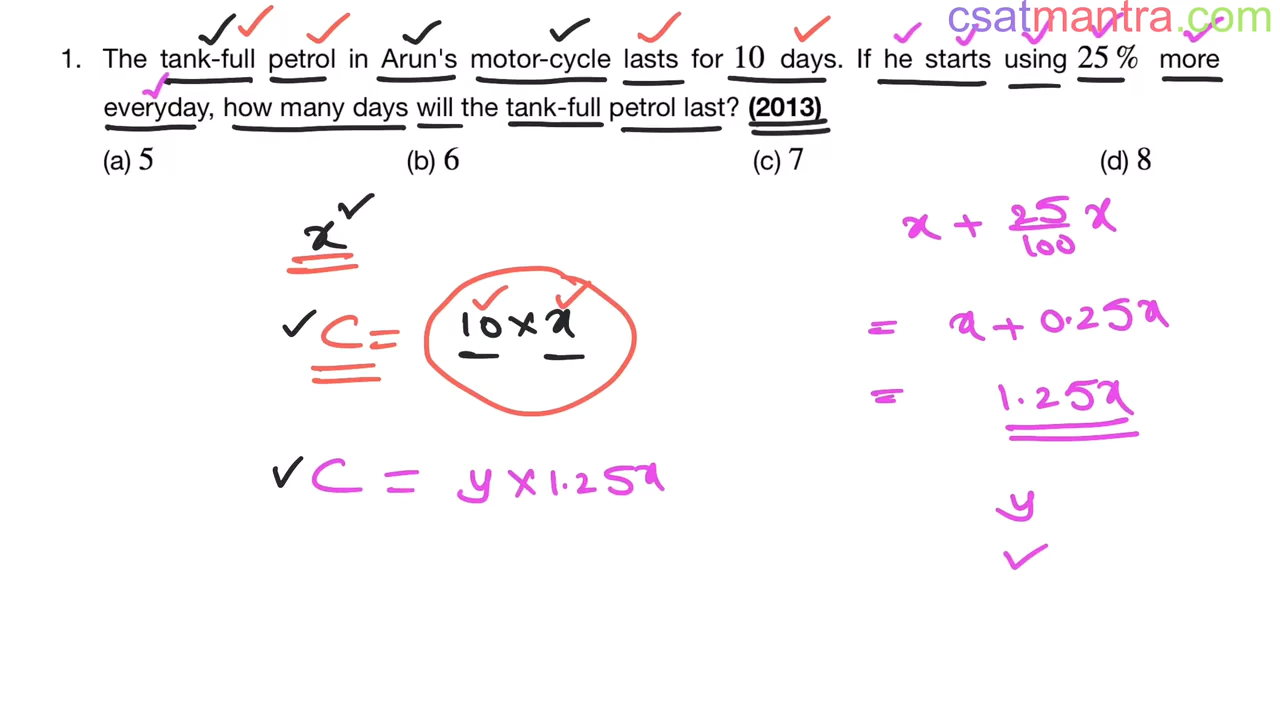 csatmantra.com
1. The tank-full petrol in Arun's motor-cycle lasts for 10 days. If he starts using 25 % more
everyday, how many days will the tank-full petrol last? (2013)
(a) 5 (b) 6 (c) 7 (d) 8
x
C = 10 × x
C = y × 1.25x
x + 25/100 x
= x + 0.25x
= 1.25x
y